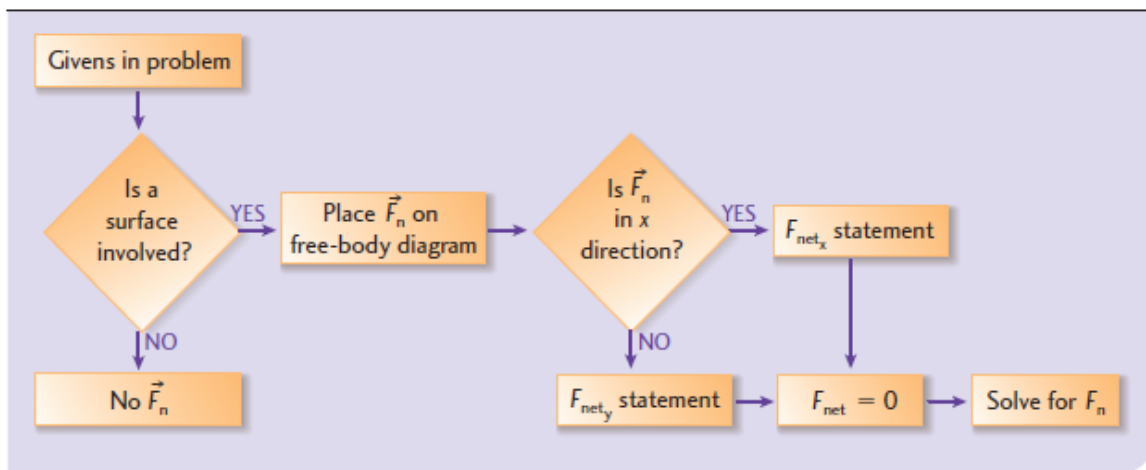 Givens in problem
Is a
surface
involved?
YES
Place F⃗n on
free-body diagram
Is F⃗n
in x
direction?
YES
Fnetx statement
NO
No F⃗n
NO
Fnety statement
Fnet = 0
Solve for Fn